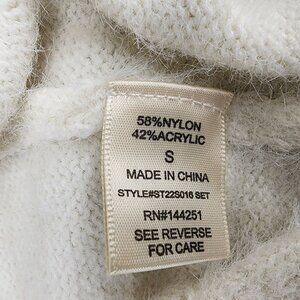 58%NYLON
42%ACRYLIC
S
MADE IN CHINA
STYLE#ST22S016 SET
RN#144251
SEE REVERSE
FOR CARE